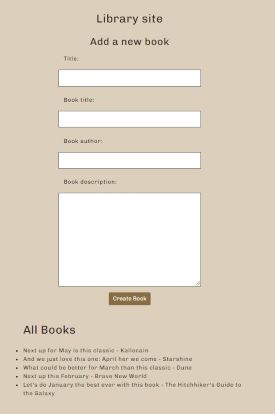 Library site
Add a new book
Title:
Book title:
Book author:
Book description:
Create Book
All Books
Next up for May is this classic - Kallocain
And we just love this one: April her we come - Starshine
What could be better for March than this classic - Dune
Next up this February - Brave New World
Let's do January the best ever with this book - The Hitchhiker's Guide to
the Galaxy